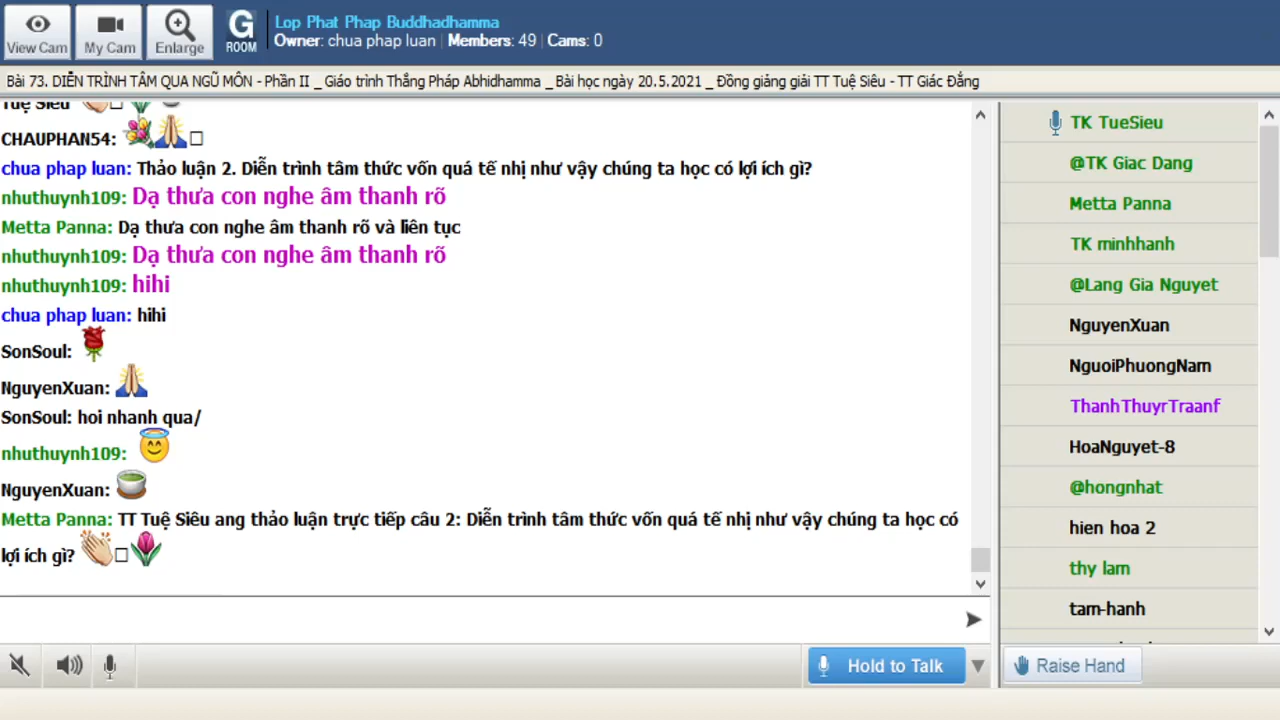 View Cam
My Cam
Enlarge
G
ROOM
Lop Phat Phap Buddhadhamma
Owner: chua phap luan | Members: 49 | Cams: 0
Bài 73. DIỄN TRÌNH TÂM QUA NGŨ MÔN - Phần II _ Giáo trình Thắng Pháp Abhidhamma _ Bài học ngày 20.5.2021 _ Đồng giảng giải TT Tuệ Siêu - TT Giác Đẳng
Tuệ Siêu
CHAUPHAN54:
chua phap luan: Thảo luận 2. Diễn trình tâm thức vốn quá tế nhị như vậy chúng ta học có lợi ích gì?
nhuthuynh109: Dạ thưa con nghe âm thanh rõ
Metta Panna: Dạ thưa con nghe âm thanh rõ và liên tục
nhuthuynh109: Dạ thưa con nghe âm thanh rõ
nhuthuynh109: hihi
chua phap luan: hihi
SonSoul:
NguyenXuan:
SonSoul: hoi nhanh qua/
nhuthuynh109:
NguyenXuan:
Metta Panna: TT Tuệ Siêu ang thảo luận trực tiếp câu 2: Diễn trình tâm thức vốn quá tế nhị như vậy chúng ta học có
lợi ích gì?
Hold to Talk
TK TueSieu
@TK Giac Dang
Metta Panna
TK minhhanh
@Lang Gia Nguyet
NguyenXuan
NguoiPhuongNam
ThanhThuyrTraanf
HoaNguyet-8
@hongnhat
hien hoa 2
thy lam
tam-hanh
Raise Hand